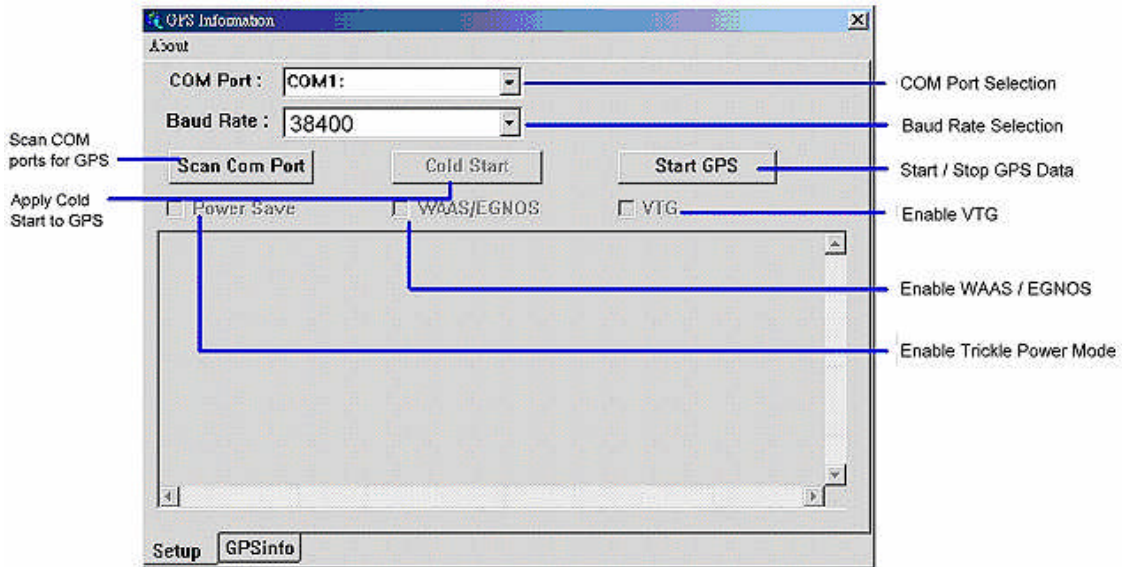 GPS Information
About
COM Port : COM1:
COM Port Selection
Baud Rate : 38400
Baud Rate Selection
Scan COM
ports for GPS
Scan Com Port
Cold Start
Start GPS
Start / Stop GPS Data
Apply Cold
Start to GPS
Power Save
WAAS/EGNOS
VTG
Enable VTG
Enable WAAS / EGNOS
Enable Trickle Power Mode
Setup
GPSinfo